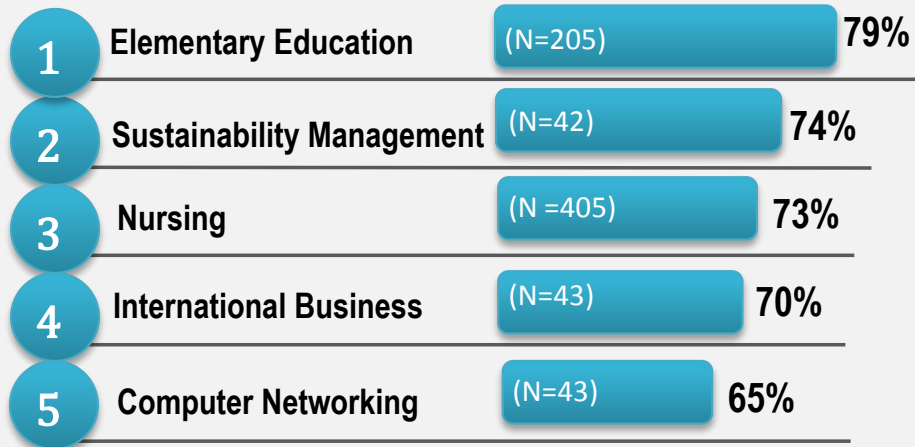 1 Elementary Education (N=205) 79%
2 Sustainability Management (N=42) 74%
3 Nursing (N =405) 73%
4 International Business (N=43) 70%
5 Computer Networking (N=43) 65%